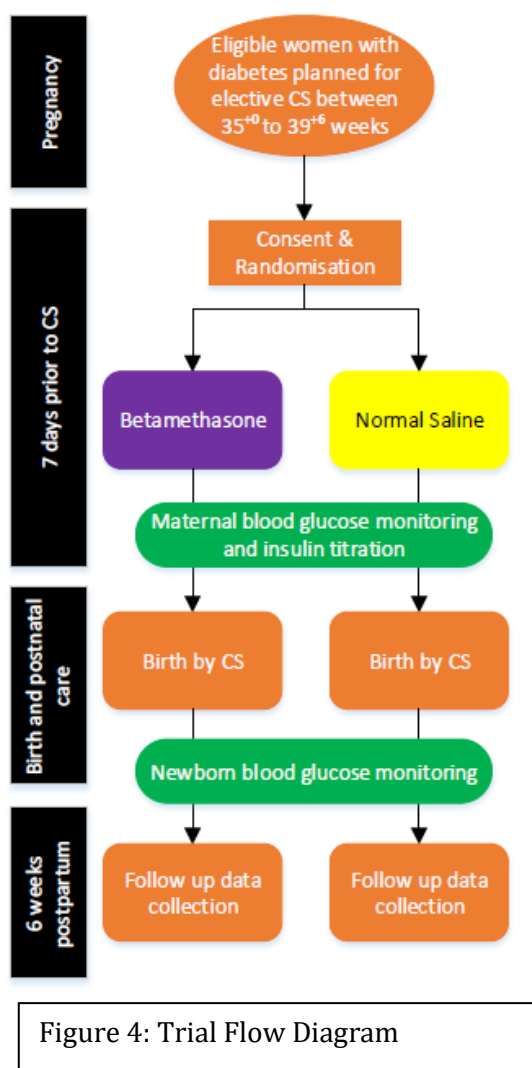 Pregnancy
Eligible women with
diabetes planned for
elective CS between
35+0 to 39+6 weeks
7 days prior to CS
Consent &
Randomisation
Betamethasone
Normal Saline
Maternal blood glucose monitoring
and insulin titration
Birth and postnatal
care
Birth by CS
Birth by CS
Newborn blood glucose monitoring
6 weeks
postpartum
Follow up data
collection
Follow up data
collection
Figure 4: Trial Flow Diagram